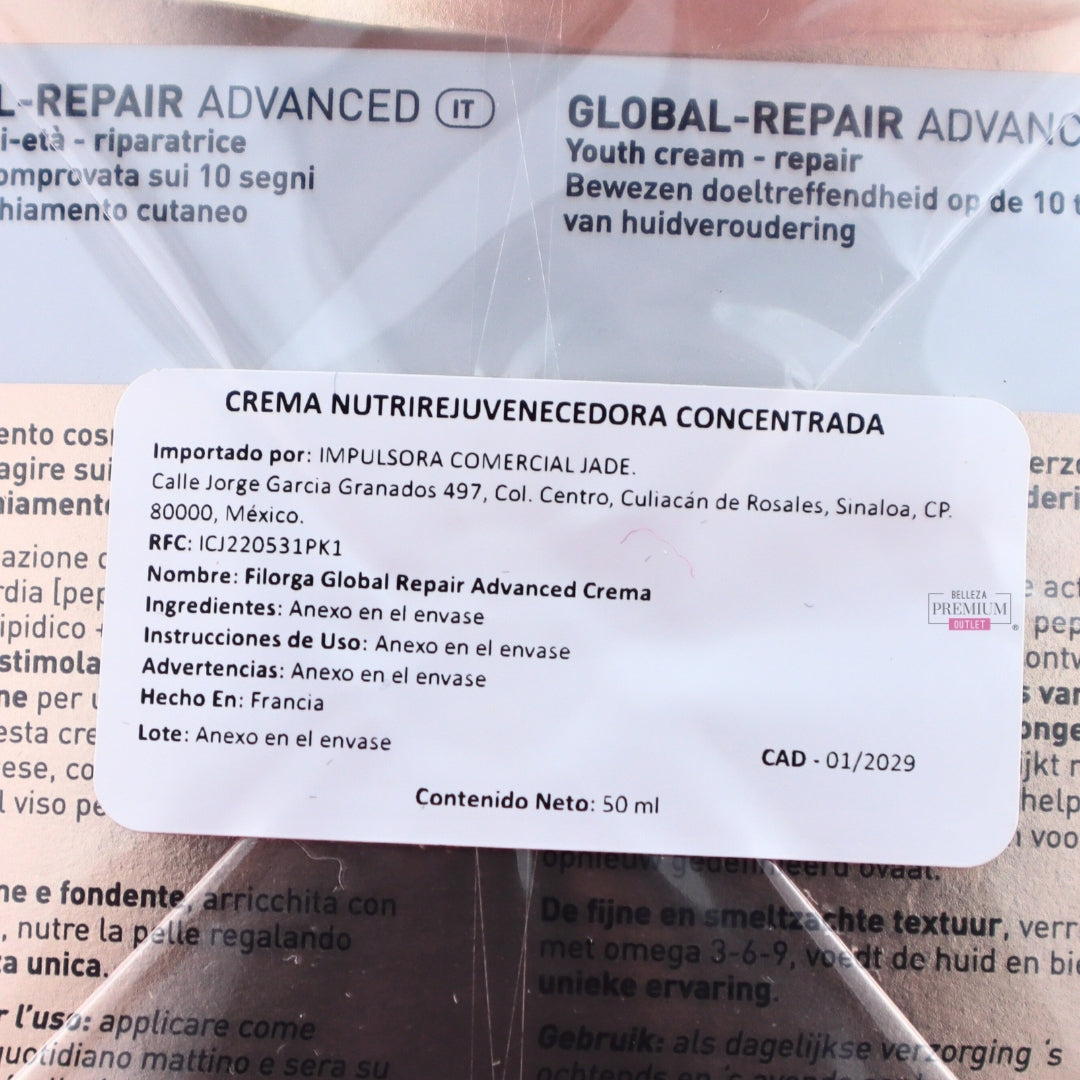 L-REPAIR ADVANCED IT
i-età - riparatrice
omprovata sui 10 segni
hiamento cutaneo
GLOBAL-REPAIR ADVANC
Youth cream - repair
Bewezen doeltreffendheid op de 10 t
van huidveroudering
CREMA NUTRIREJUVENECEDORA CONCENTRADA
Importado por: IMPULSORA COMERCIAL JADE.
Calle Jorge Garcia Granados 497, Col. Centro, Culiacán de Rosales, Sinaloa, CP.
80000, México.
RFC: ICJ220531PK1
Nombre: Filorga Global Repair Advanced Crema
Ingredientes: Anexo en el envase
Instrucciones de Uso: Anexo en el envase
Advertencias: Anexo en el envase
Hecho En: Francia
Lote: Anexo en el envase
CAD - 01/2029
Contenido Neto: 50 ml
BELLEZA
PREMIUM
OUTLET
ento cos
agire sui
hiamento
azione
rdia [pep
ipidico +
stimola
ne per
esta cre
ese, co
l viso pe
ne e fondente, arricchita con
, nutre la pelle regalando
a unica.
r l'uso: applicare come
quotidiano mattino e sera su
erzo
deri
e act
pep
ontv
s van
onge
ijkt
help
voo
opnieuw gedefinieerd ovaal.
De fijne en smeltzachte textuur, verr
met omega 3-6-9, voedt de huid en bie
unieke ervaring.
Gebruik: als dagelijkse verzorging 's
ochtends en 's avonds